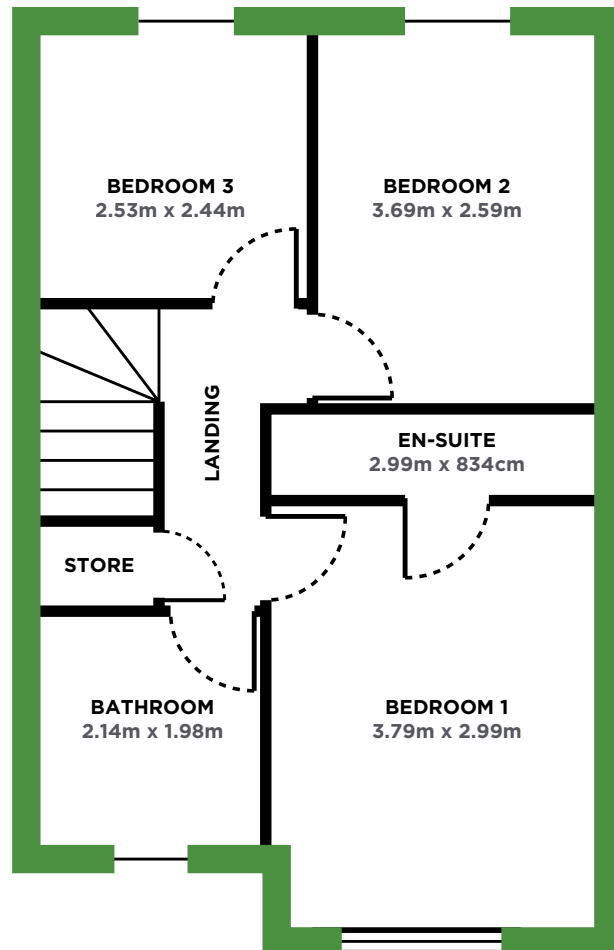 BEDROOM 3
2.53m x 2.44m
BEDROOM 2
3.69m x 2.59m
LANDING
EN-SUITE
2.99m x 834cm
STORE
BATHROOM
2.14m x 1.98m
BEDROOM 1
3.79m x 2.99m